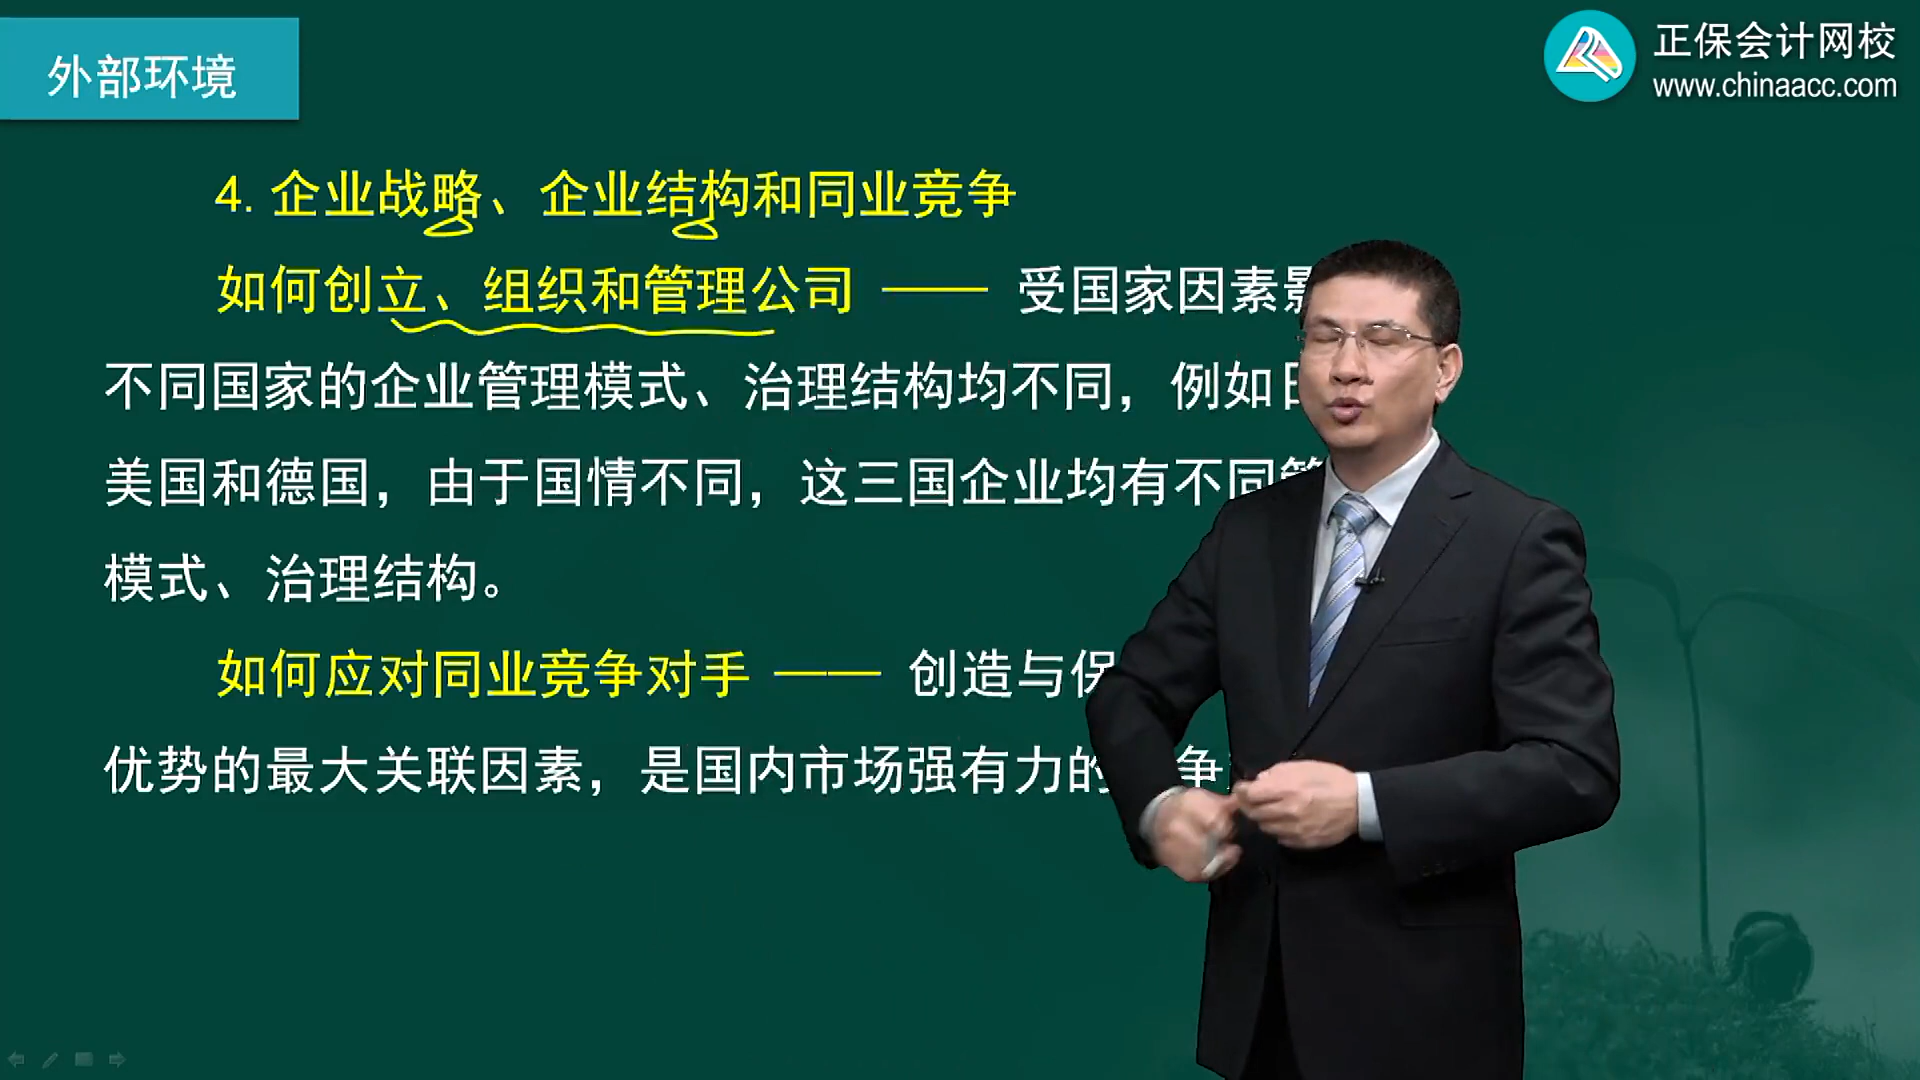 外部环境
正保会计网校
www.chinaacc.com
4. 企业战略、企业结构和同业竞争
如何创立、组织和管理公司 —— 受国家因素影
不同国家的企业管理模式、治理结构均不同，例如日
美国和德国，由于国情不同，这三国企业均有不同管
模式、治理结构。
如何应对同业竞争对手 —— 创造与保
优势的最大关联因素，是国内市场强有力的 争